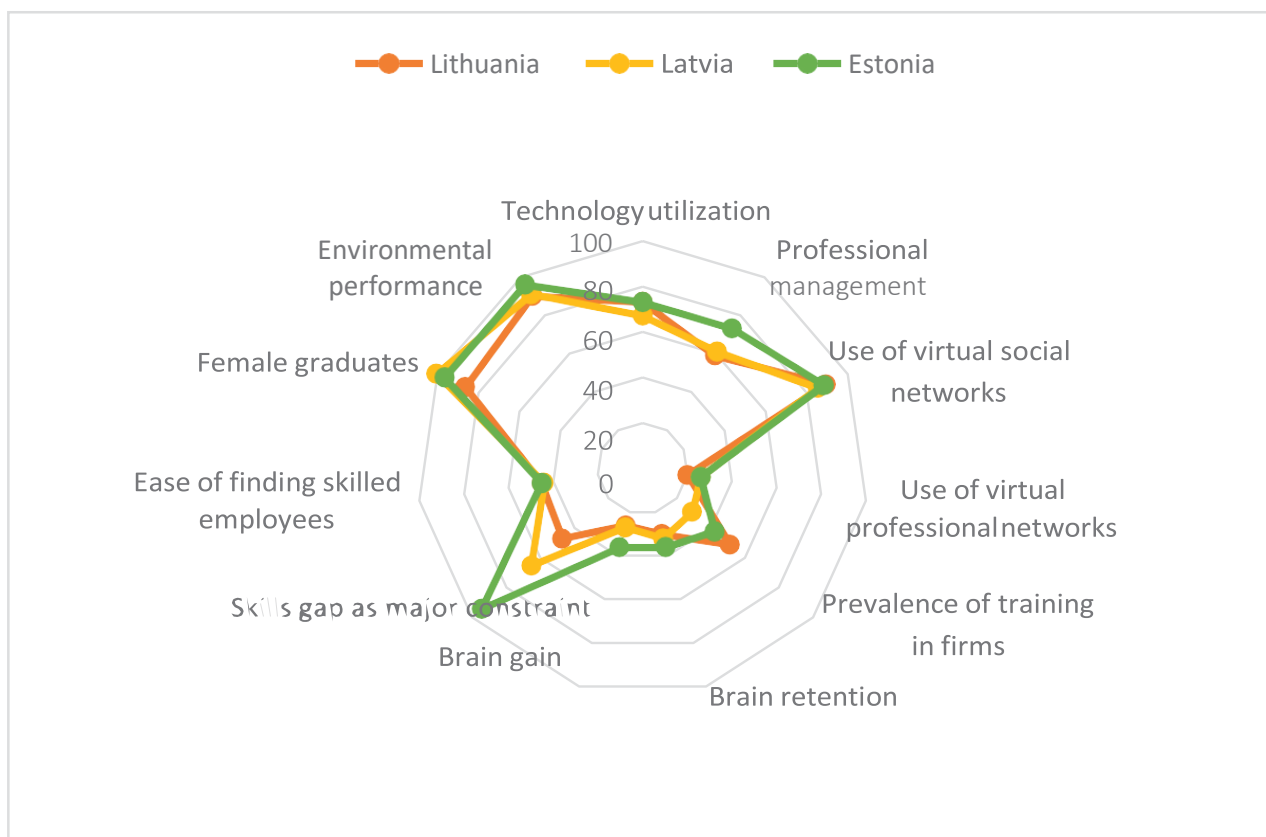 Lithuania Latvia Estonia
Technology utilization
100
80
60
40
20
0
Professional
management
Use of virtual social
networks
Use of virtual
professional networks
Prevalence of training
in firms
Brain retention
Brain gain
Skills gap as major constraint
Ease of finding skilled
employees
Female graduates
Environmental
performance